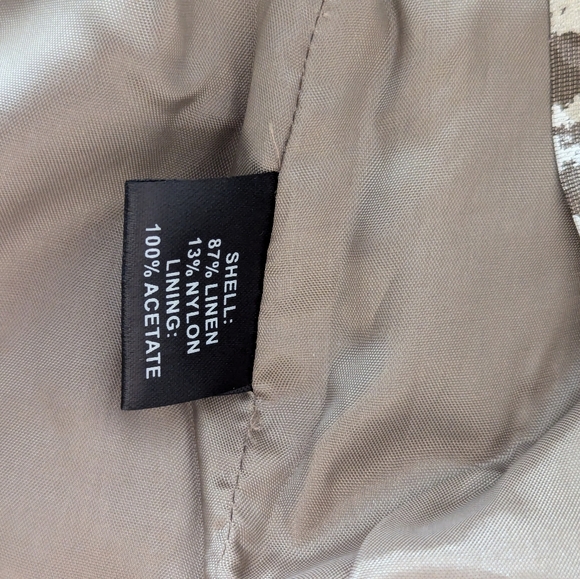 SHELL:
87% LINEN
13% NYLON
LINING:
100% ACETATE